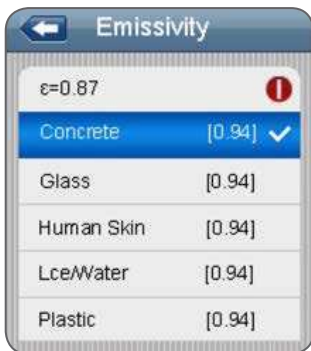 Emissivity
ε=0.87
Concrete [0.94]
Glass [0.94]
Human Skin [0.94]
Lce/Water [0.94]
Plastic [0.94]